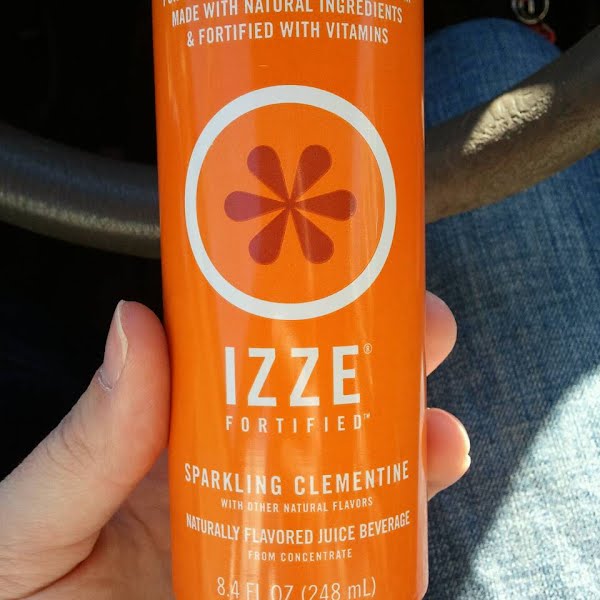 MADE WITH NATURAL INGREDIENTS
& FORTIFIED WITH VITAMINS
IZZE®
FORTIFIED™
SPARKLING CLEMENTINE
WITH OTHER NATURAL FLAVORS
NATURALLY FLAVORED JUICE BEVERAGE
FROM CONCENTRATE
8.4 FL OZ (248 mL)